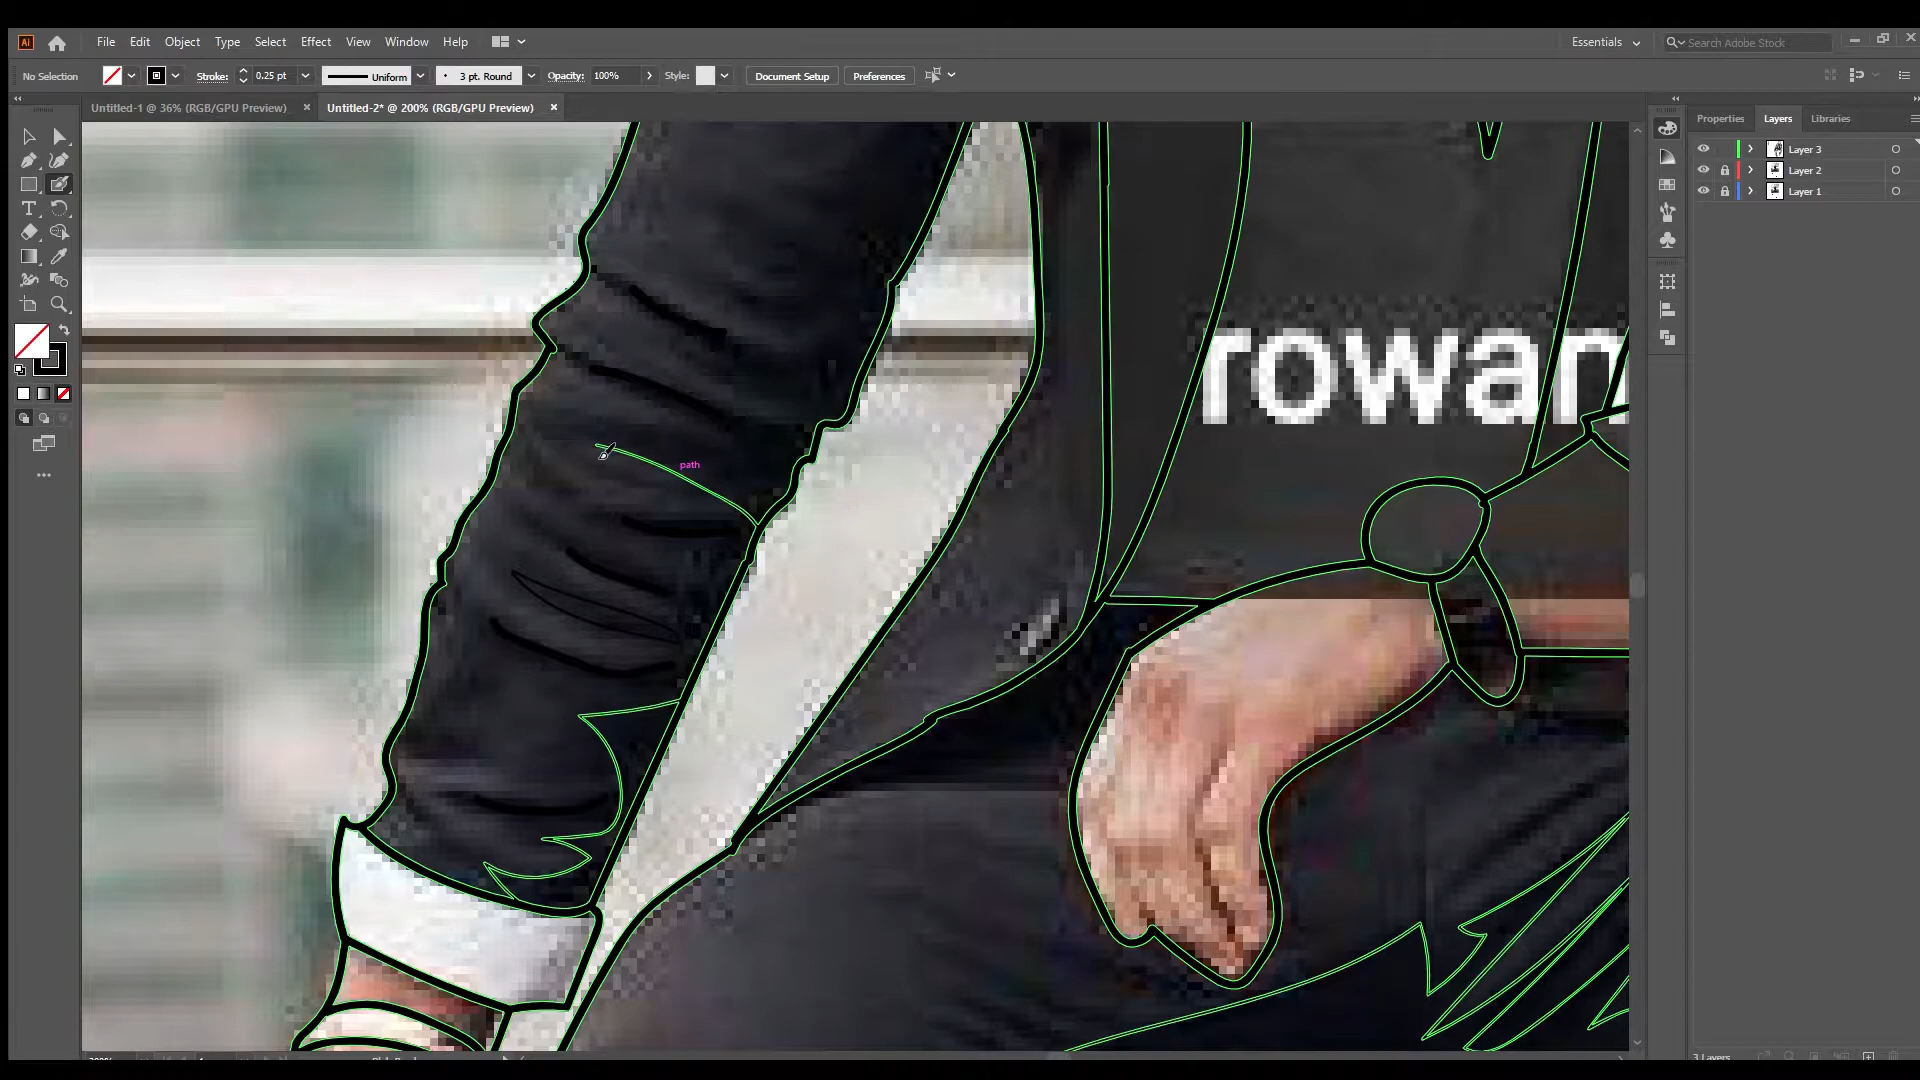 Ai File Edit Object Type Select Effect View Window Help Essentials Search Adobe Stock
No Selection Stroke: 0.25 pt Uniform 3 pt. Round Opacity: 100% Style: Document Setup Preferences
Untitled-1 @ 36% (RGB/GPU Preview) × Untitled-2* @ 200% (RGB/GPU Preview) ×
Properties Layers Libraries
Layer 3
Layer 2
Layer 1
rowan
path
3 Layers